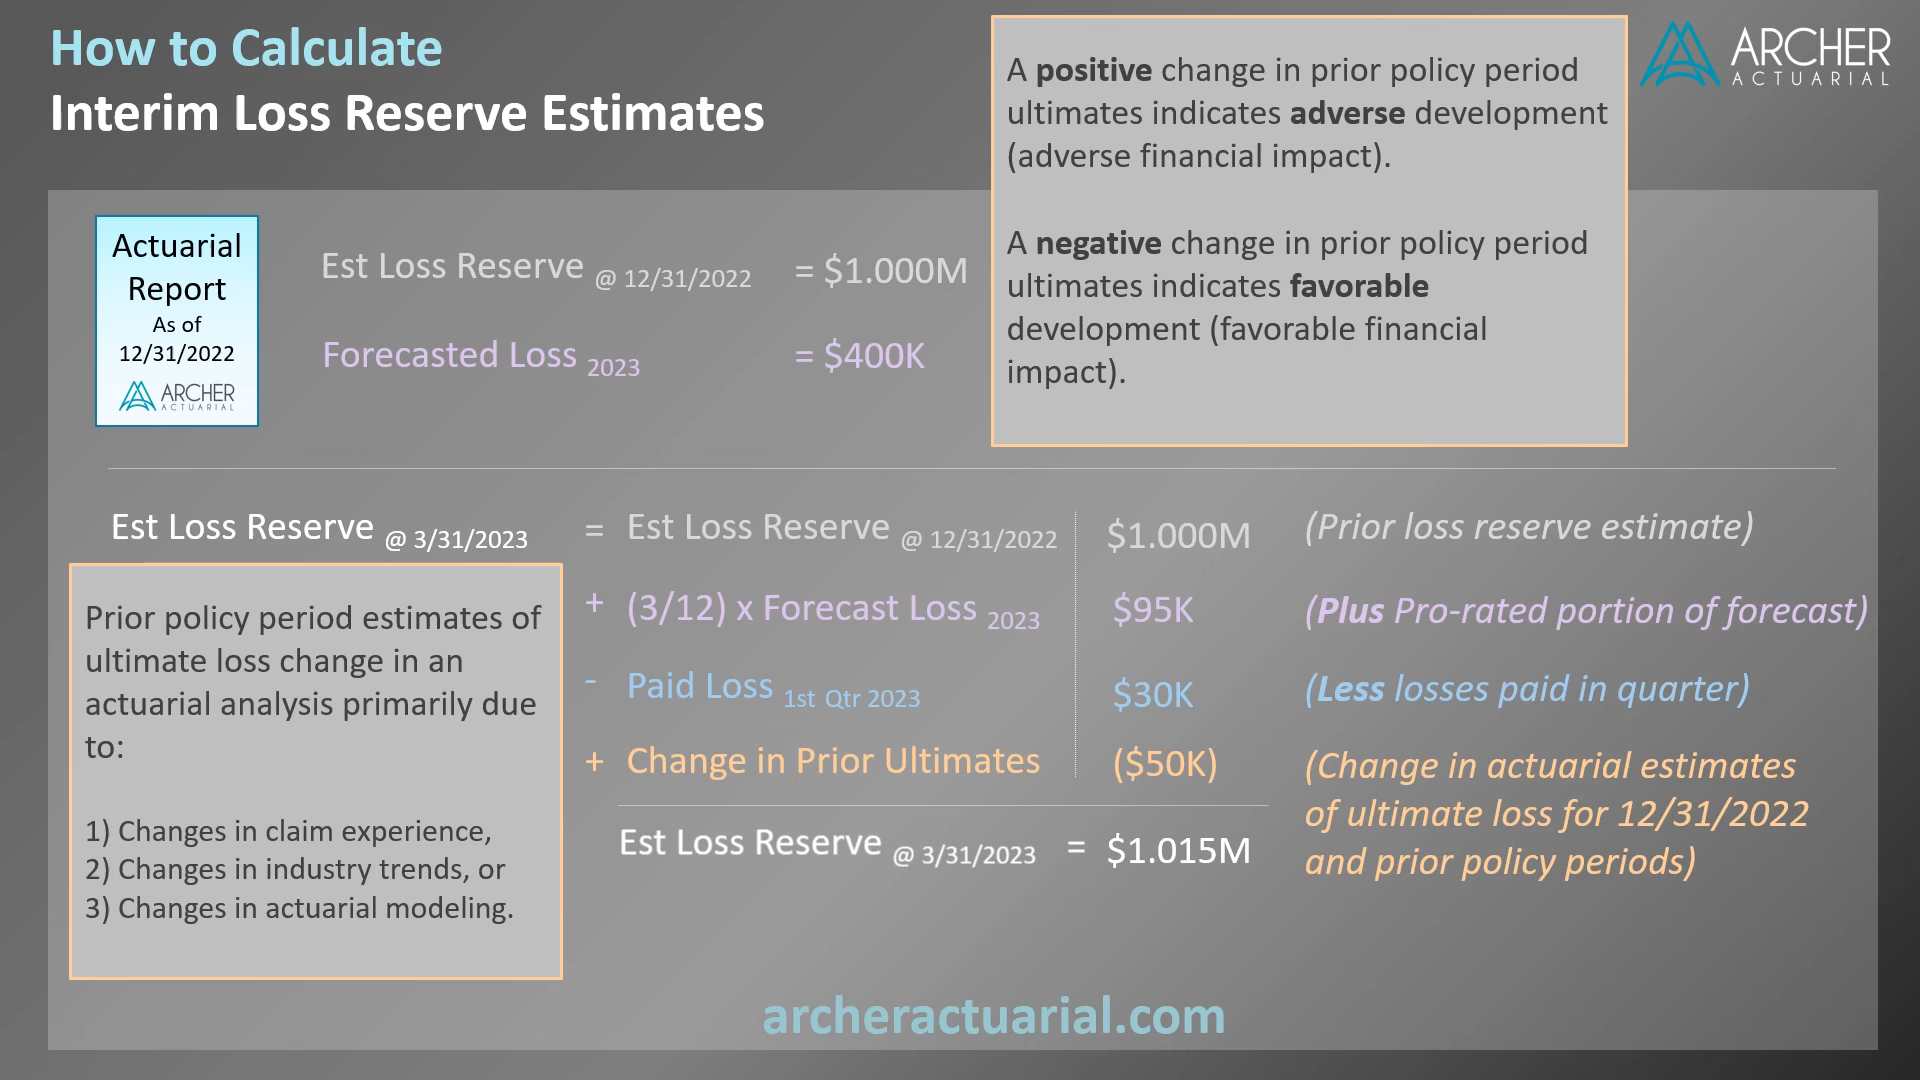 How to Calculate
Interim Loss Reserve Estimates
A positive change in prior policy period
ultimates indicates adverse development
(adverse financial impact).
A negative change in prior policy period
ultimates indicates favorable
development (favorable financial
impact).
ARCHER
ACTUARIAL
Actuarial
Report
As of
12/31/2022
ARCHER
ACTUARIAL
Est Loss Reserve @ 12/31/2022 = $1.000M
Forecasted Loss 2023 = $400K
Est Loss Reserve @ 3/31/2023 = Est Loss Reserve @ 12/31/2022 $1.000M (Prior loss reserve estimate)
+ (3/12) x Forecast Loss 2023 $95K (Plus Pro-rated portion of forecast)
- Paid Loss 1st Qtr 2023 $30K (Less losses paid in quarter)
+ Change in Prior Ultimates ($50K) (Change in actuarial estimates
of ultimate loss for 12/31/2022
and prior policy periods)
Est Loss Reserve @ 3/31/2023 = $1.015M
Prior policy period estimates of
ultimate loss change in an
actuarial analysis primarily due
to:
1) Changes in claim experience,
2) Changes in industry trends, or
3) Changes in actuarial modeling.
archeractuarial.com